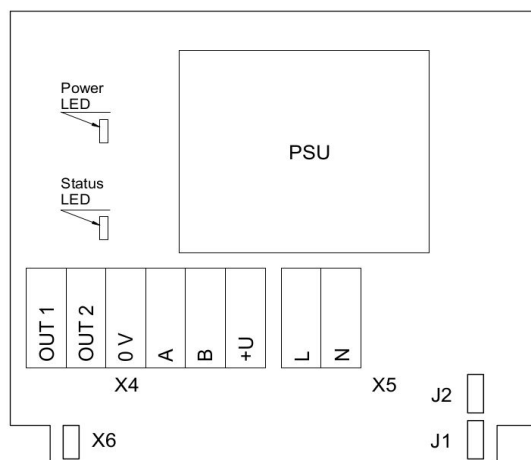 Power
LED
PSU
Status
LED
OUT 1
OUT 2
0 V
A
B
+U
L
N
X4
X5
J2
X6
J1